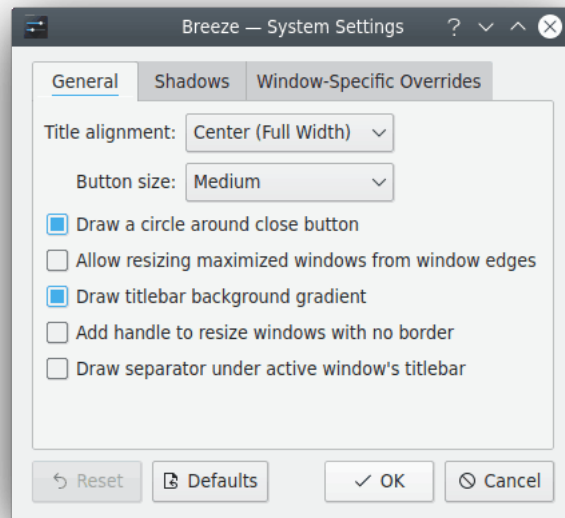 Breeze — System Settings ?
General Shadows Window-Specific Overrides
Title alignment: Center (Full Width)
Button size: Medium
Draw a circle around close button
Allow resizing maximized windows from window edges
Draw titlebar background gradient
Add handle to resize windows with no border
Draw separator under active window's titlebar
Reset Defaults OK Cancel